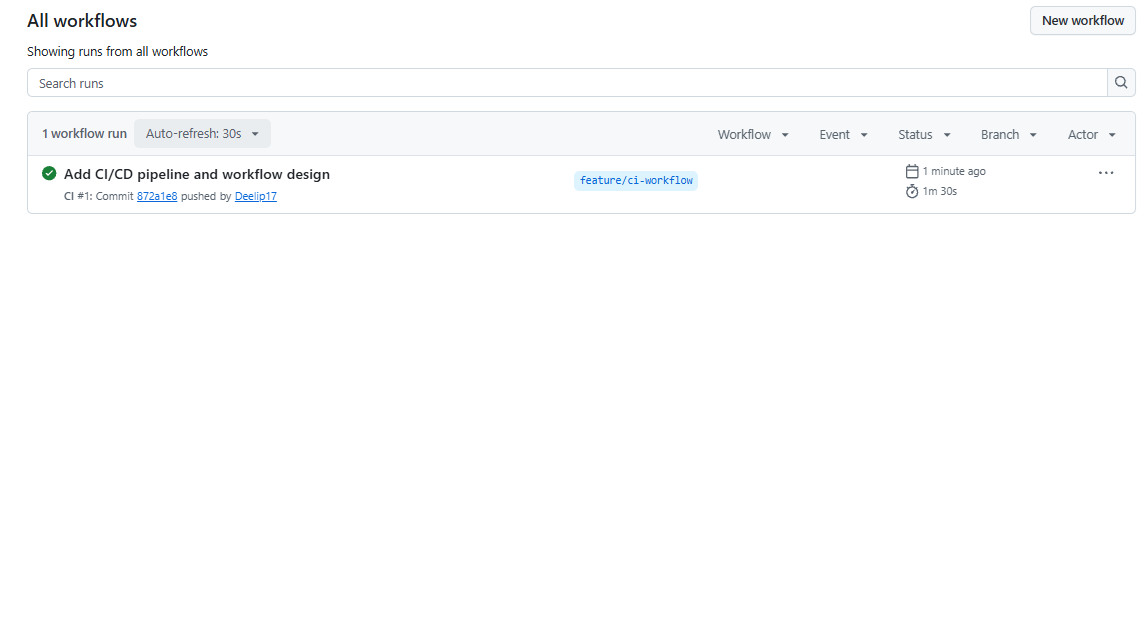 All workflows
New workflow
Showing runs from all workflows
Search runs
1 workflow run Auto-refresh: 30s Workflow Event Status Branch Actor
Add CI/CD pipeline and workflow design
feature/ci-workflow
1 minute ago
CI #1: Commit 872a1e8 pushed by Deelip17
1m 30s